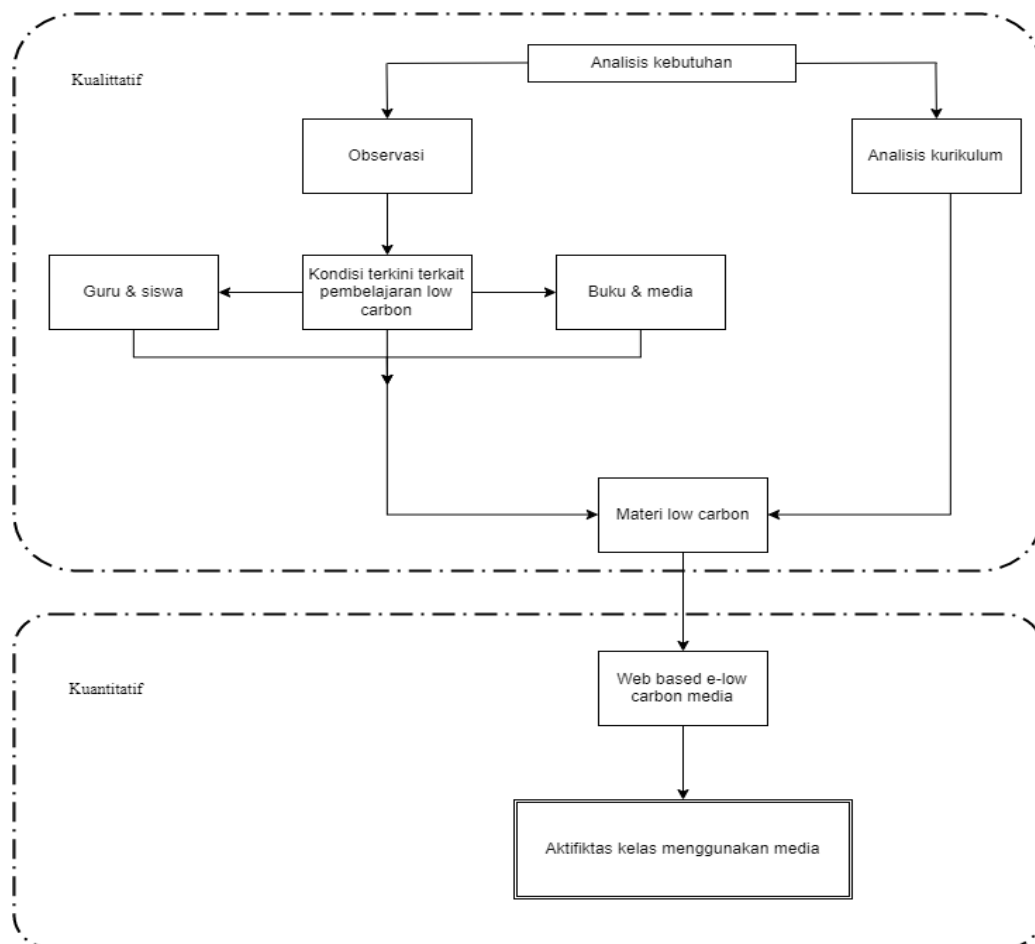 Analisis kebutuhan
Kualittatif
Observasi
Analisis kurikulum
Guru & siswa
Kondisi terkini terkait
pembelajaran low
carbon
Buku & media
Materi low carbon
Kuantitatif
Web based e-low
carbon media
Aktifiktas kelas menggunakan media